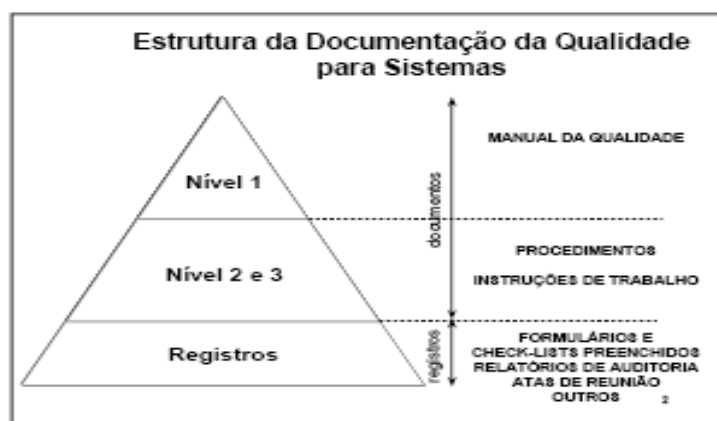 Estrutura da Documentação da Qualidade
para Sistemas
Nível 1
Nível 2 e 3
Registros
documentos
registros
MANUAL DA QUALIDADE
PROCEDIMENTOS
INSTRUÇÕES DE TRABALHO
FORMULÁRIOS E
CHECK-LISTS PREENCHIDOS
RELATÓRIOS DE AUDITORIA
ATAS DE REUNIÃO
OUTROS
2